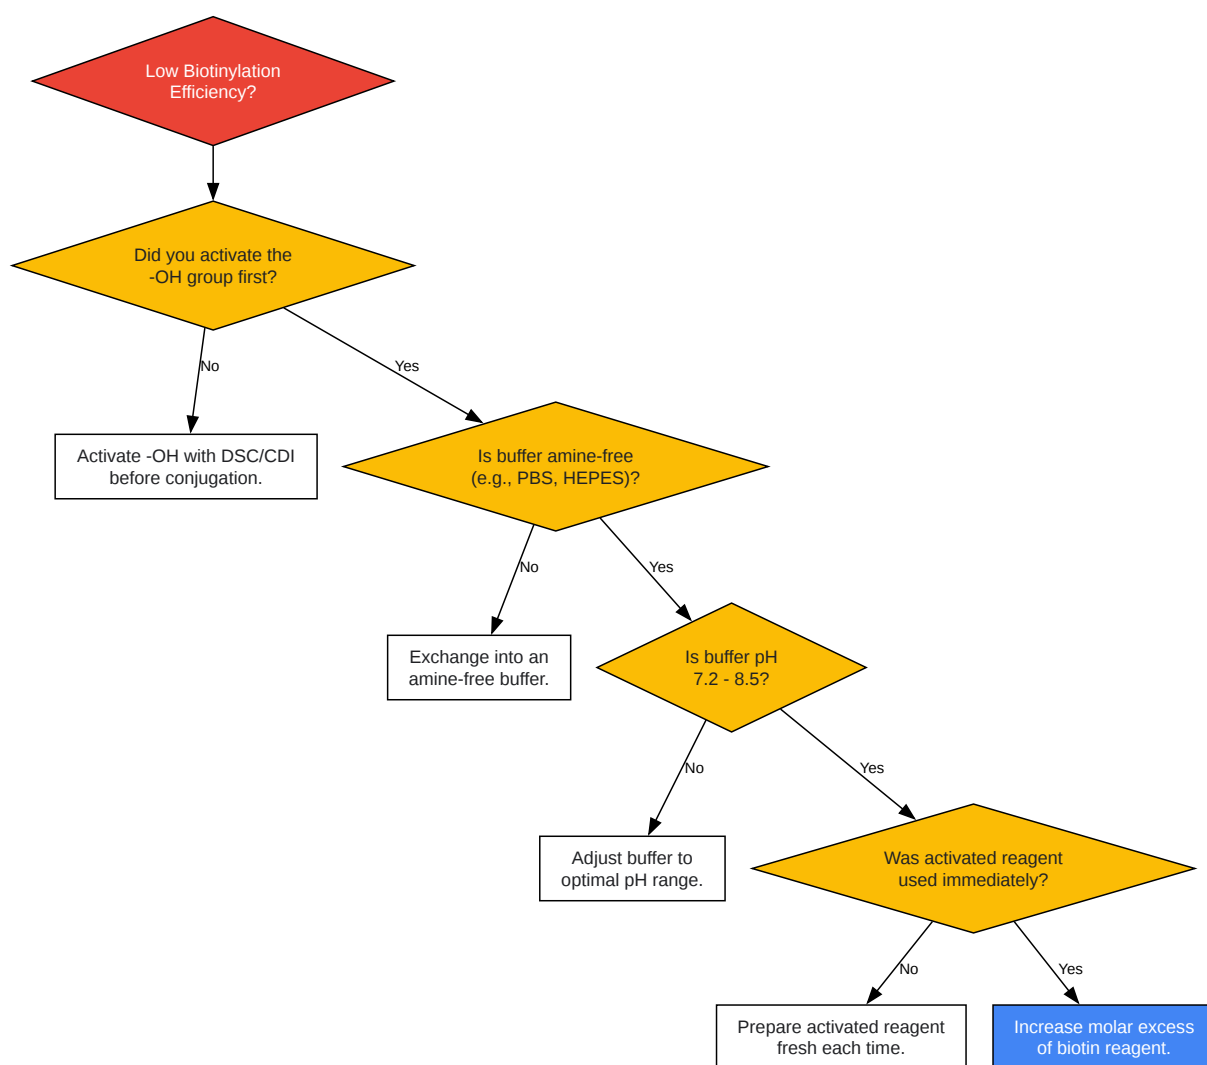 Low Biotinylation
Efficiency?
Did you activate the
-OH group first?
No
Yes
Activate -OH with DSC/CDI
before conjugation.
Is buffer amine-free
(e.g., PBS, HEPES)?
No
Yes
Exchange into an
amine-free buffer.
Is buffer pH
7.2 - 8.5?
No
Yes
Adjust buffer to
optimal pH range.
Was activated reagent
used immediately?
No
Yes
Prepare activated reagent
fresh each time.
Increase molar excess
of biotin reagent.